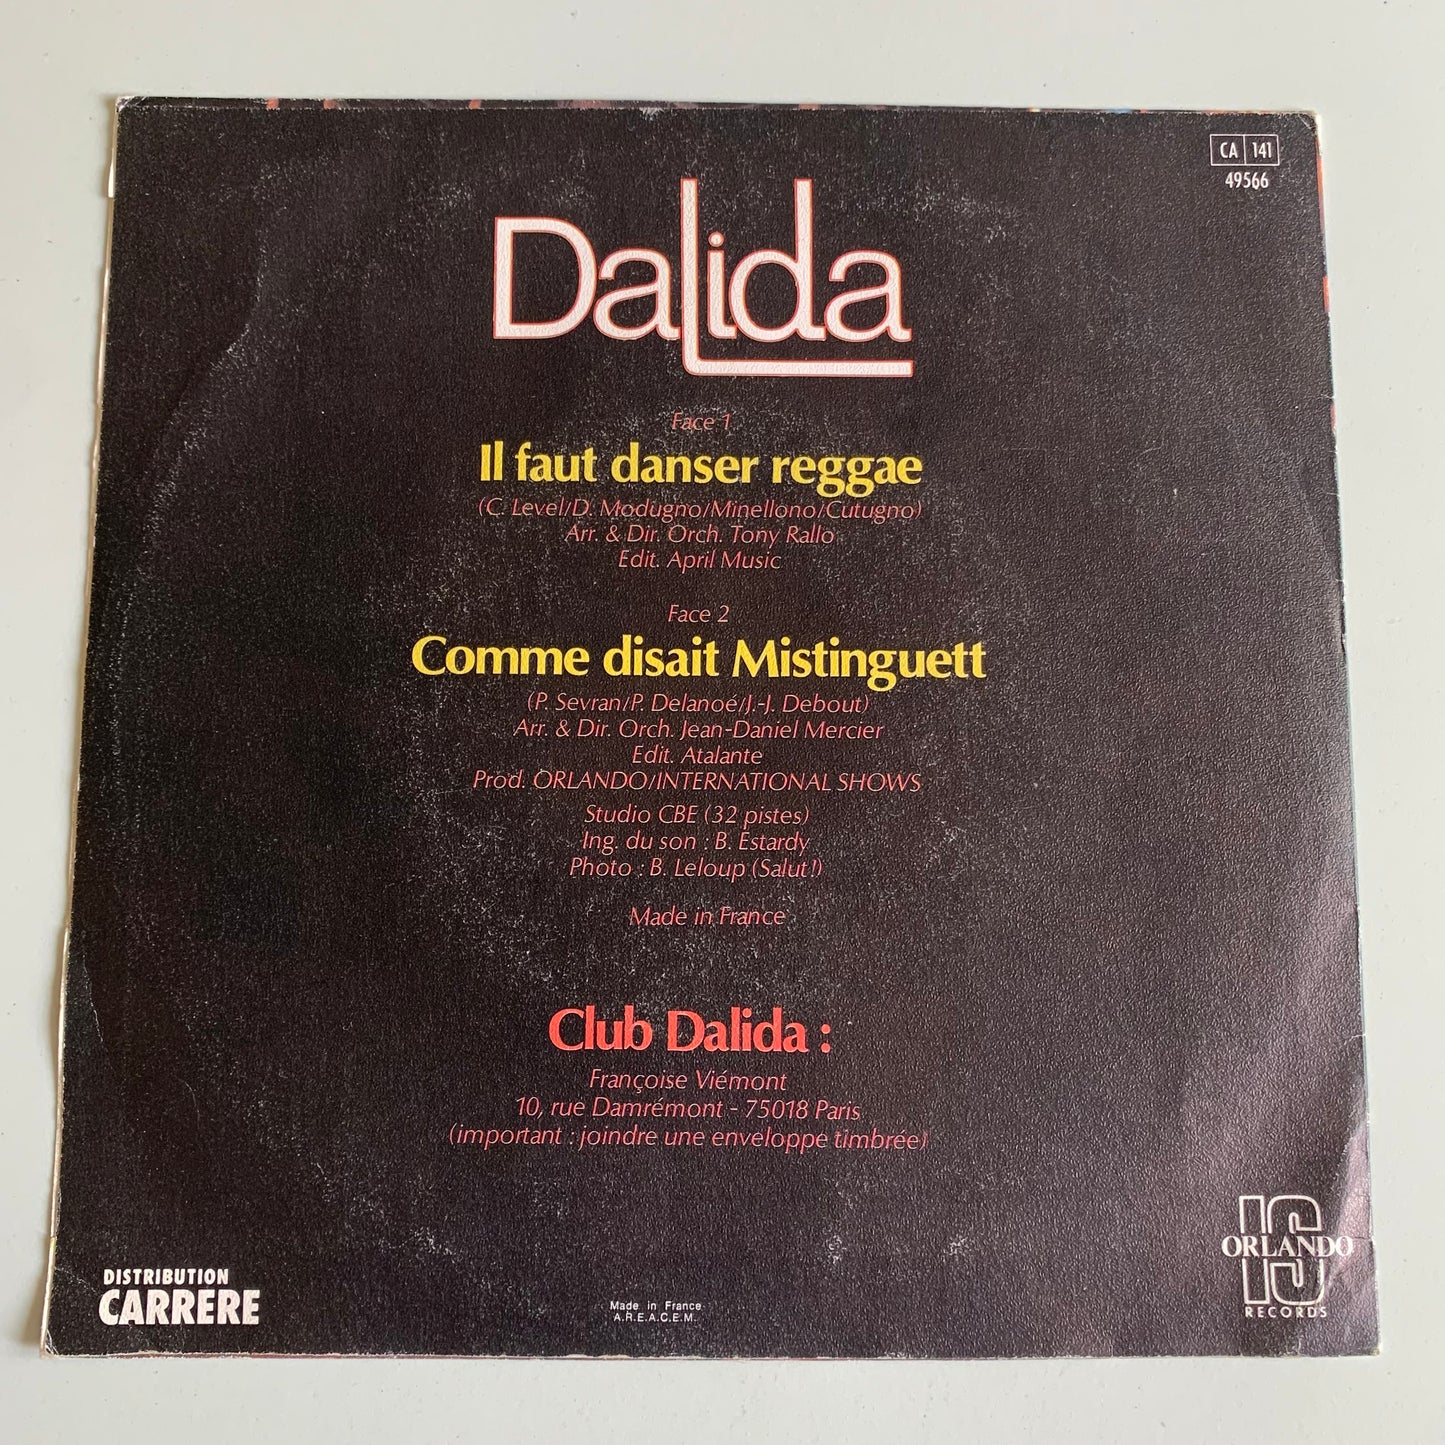 CA 141
49566
Dalida
Face 1
Il faut danser reggae
(C. Level/D. Modugno/Minellono/Cutugno)
Arr. & Dir. Orch. Tony Rallo
Edit. April Music
Face 2
Comme disait Mistinguett
(P. Sevran/P. Delanoé/J.-J. Debout)
Arr. & Dir. Orch. Jean-Daniel Mercier
Edit. Atalante
Prod. ORLANDO/INTERNATIONAL SHOWS
Studio CBE (32 pistes)
Ing. du son : B. Estardy
Photo : B. Leloup (Salut!)
Made in France
Club Dalida :
Françoise Viémont
10, rue Damrémont - 75018 Paris
(important : joindre une enveloppe timbrée)
DISTRIBUTION
CARRERE
Made in France
A.R.E.A.C.E.M.
IS
ORLANDO
RECORDS